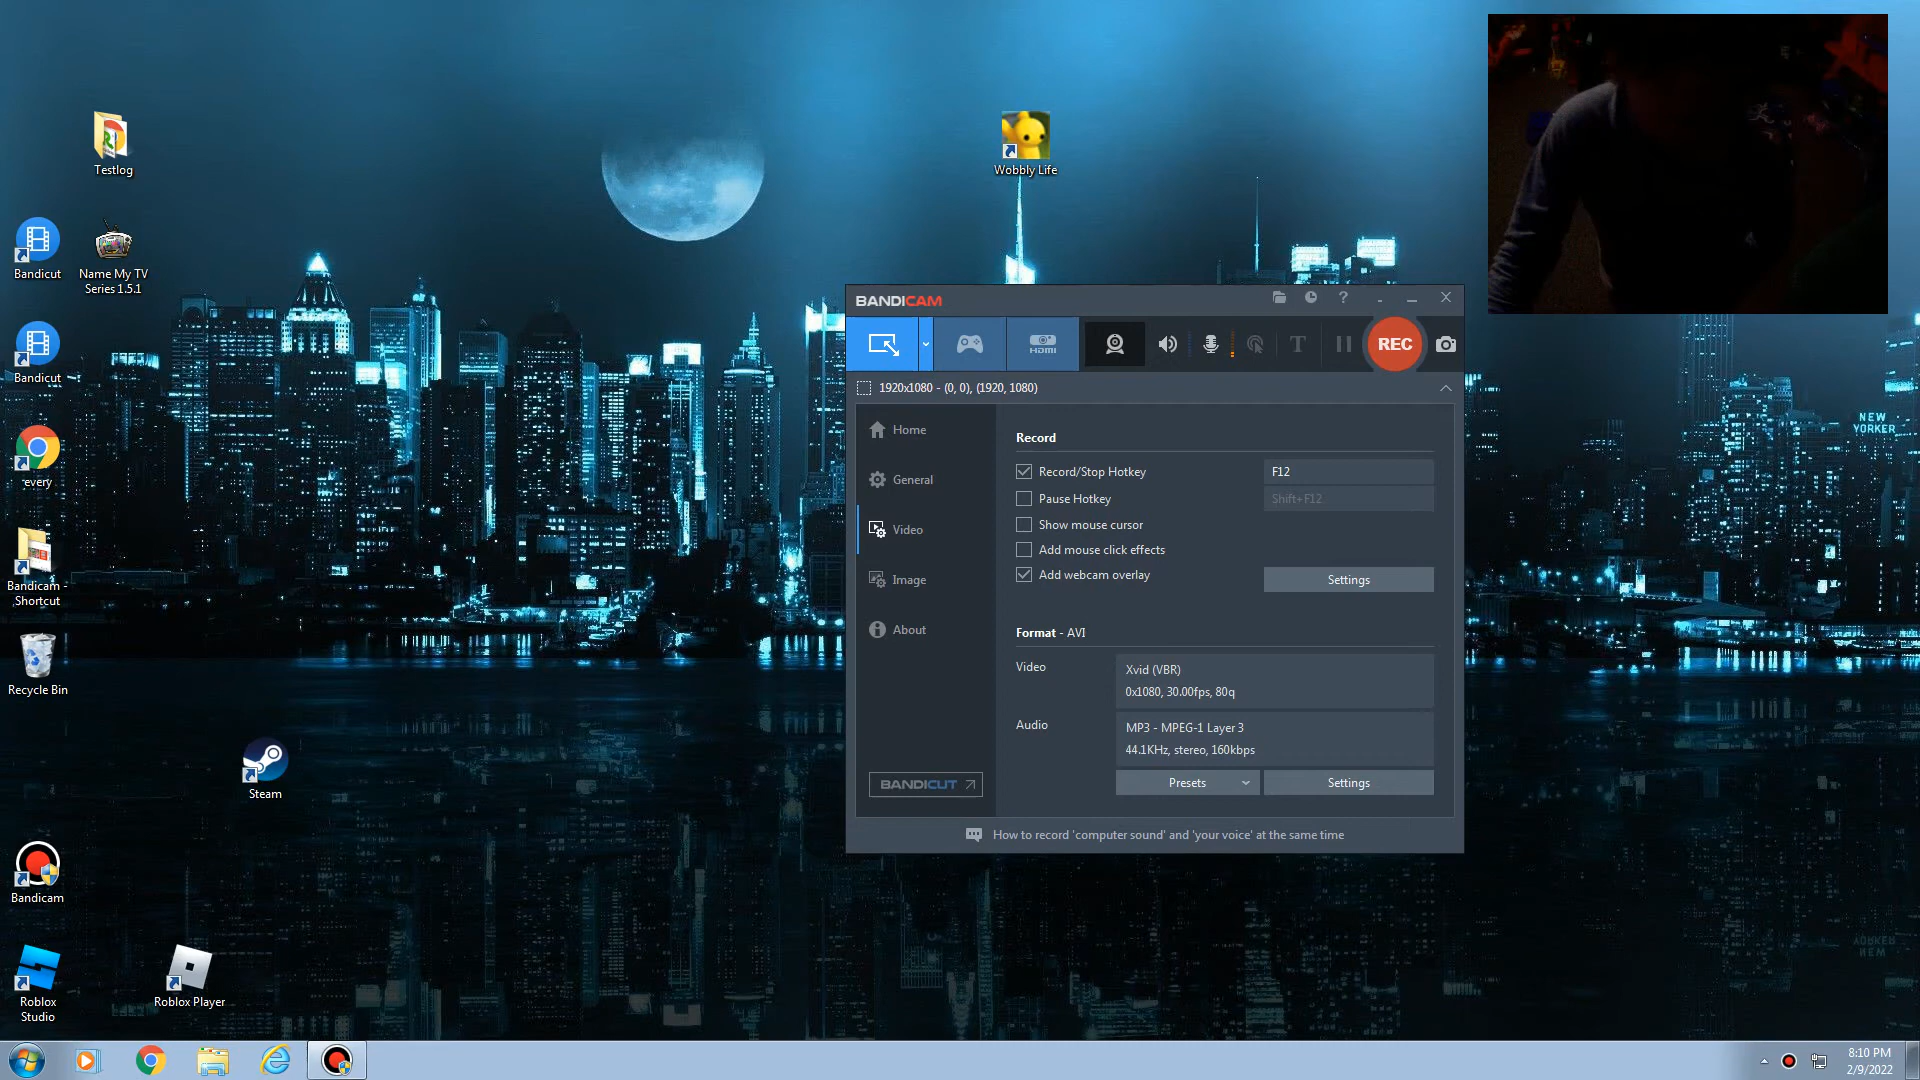 Testlog
Wobbly Life
Bandicut
Name My TV
Series 1.5.1
Bandicut
every
Bandicam -
Shortcut
Recycle Bin
Steam
Bandicam
Roblox
Studio
Roblox Player
NEW
YORKER
BANDICAM
HDMI
T
REC
1920x1080 - (0, 0), (1920, 1080)
Home
General
Video
Image
About
BANDICUT
Record
Record/Stop Hotkey
F12
Pause Hotkey
Shift+F12
Show mouse cursor
Add mouse click effects
Add webcam overlay
Settings
Format - AVI
Video
Xvid (VBR)
0x1080, 30.00fps, 80q
Audio
MP3 - MPEG-1 Layer 3
44.1KHz, stereo, 160kbps
Presets
Settings
How to record 'computer sound' and 'your voice' at the same time
8:10 PM
2/9/2022